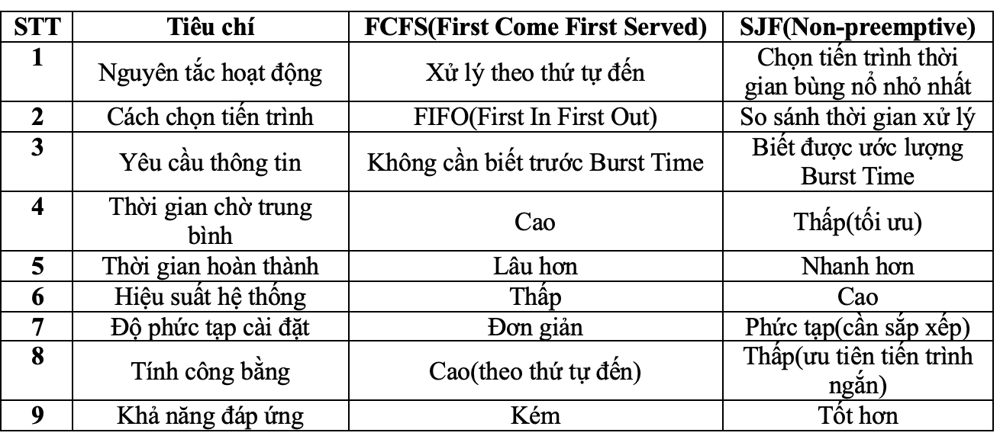 STT Tiêu chí FCFS(First Come First Served) SJF(Non-preemptive)
1 Nguyên tắc hoạt động Xử lý theo thứ tự đến Chọn tiến trình thời
gian bùng nổ nhỏ nhất
2 Cách chọn tiến trình FIFO(First In First Out) So sánh thời gian xử lý
3 Yêu cầu thông tin Không cần biết trước Burst Time Biết được ước lượng
Burst Time
4 Thời gian chờ trung
bình Cao Thấp(tối ưu)
5 Thời gian hoàn thành Lâu hơn Nhanh hơn
6 Hiệu suất hệ thống Thấp Cao
7 Độ phức tạp cài đặt Đơn giản Phức tạp(cần sắp xếp)
8 Tính công bằng Cao(theo thứ tự đến) Thấp(ưu tiên tiến trình
ngắn)
9 Khả năng đáp ứng Kém Tốt hơn